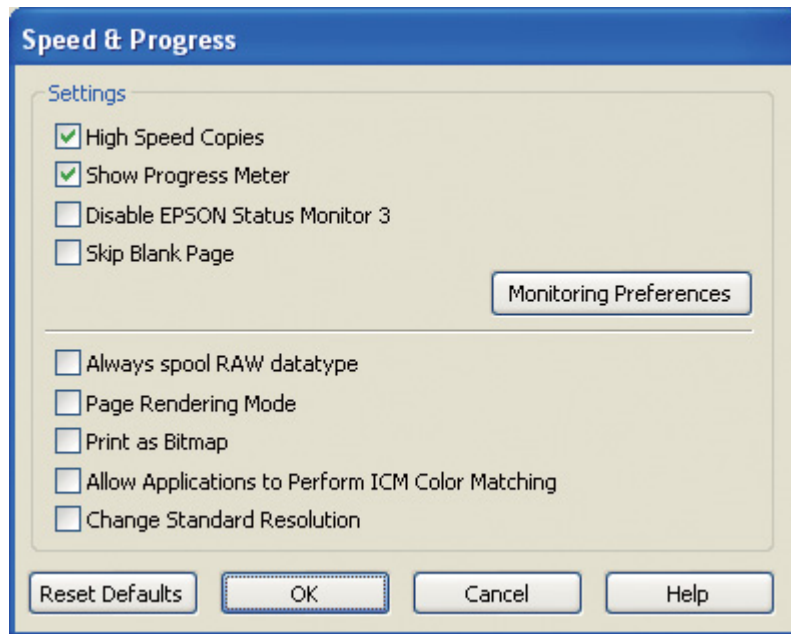 Speed & Progress
Settings
High Speed Copies
Show Progress Meter
Disable EPSON Status Monitor 3
Skip Blank Page
Monitoring Preferences
Always spool RAW datatype
Page Rendering Mode
Print as Bitmap
Allow Applications to Perform ICM Color Matching
Change Standard Resolution
Reset Defaults OK Cancel Help